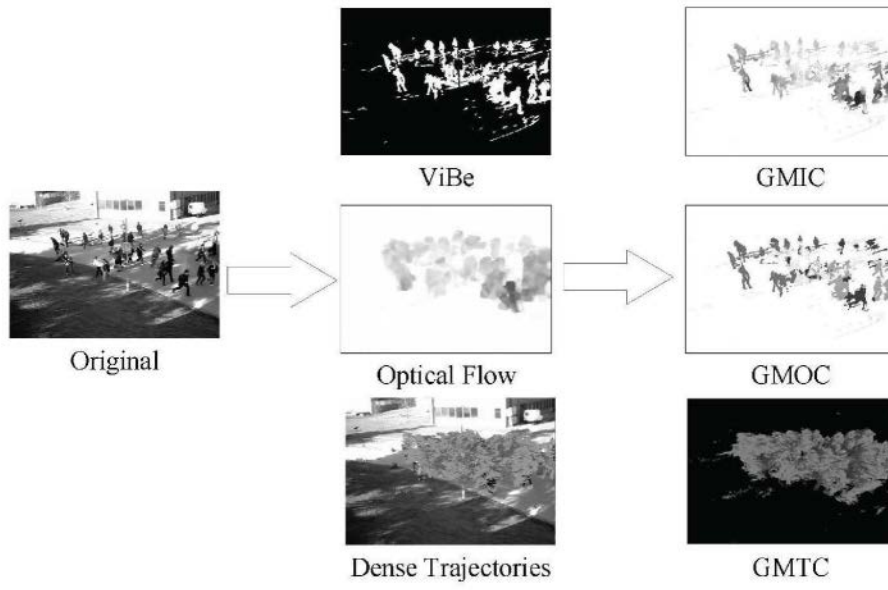 ViBe
GMIC
Original
Optical Flow
GMOC
Dense Trajectories
GMTC